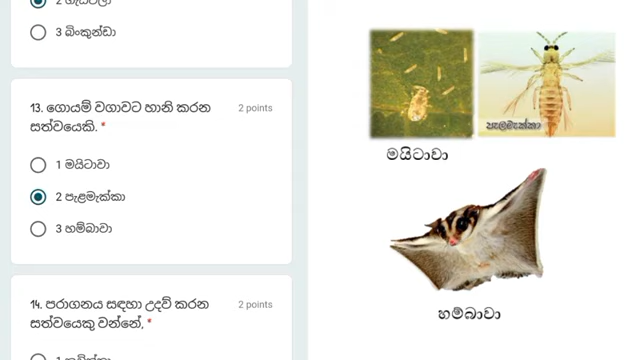 3 බිංකුණ්ඩා
13. ගොයම් වගාවට හානි කරන
සත්වයෙකි. *
2 points
1 මයිටාවා
2 පැළමැක්කා
3 හම්බාවා
14. පරාගනය සඳහා උදව් කරන
සත්වයෙකු වන්නේ, *
2 points
පැලමැක්කා
මයිටාවා
හම්බාවා